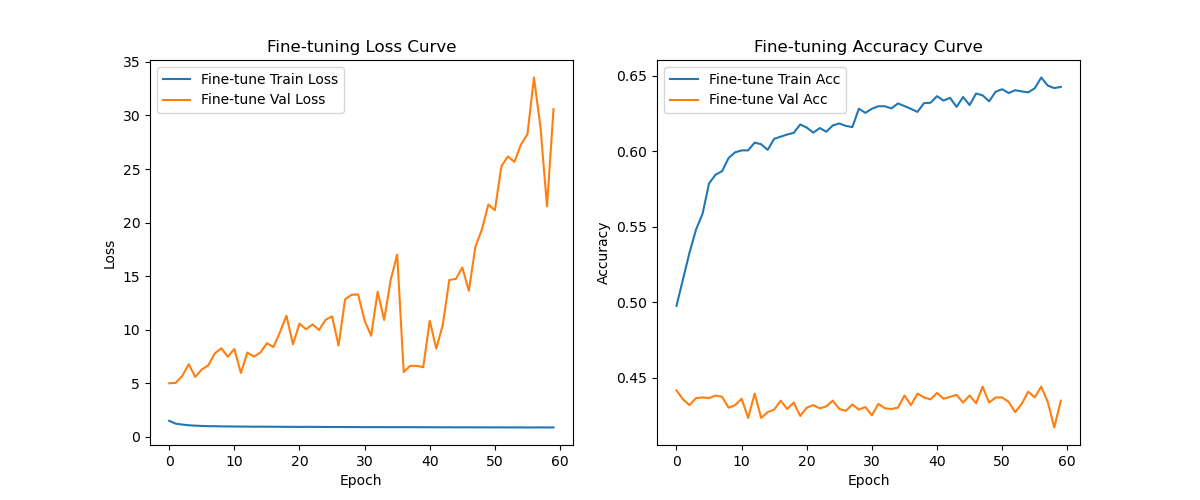 Fine-tuning Loss Curve
Fine-tune Train Loss
Fine-tune Val Loss
35
30
25
20
15
10
5
0
Loss
0 10 20 30 40 50 60
Epoch
Fine-tuning Accuracy Curve
Fine-tune Train Acc
Fine-tune Val Acc
0.65
0.60
0.55
0.50
0.45
Accuracy
0 10 20 30 40 50 60
Epoch